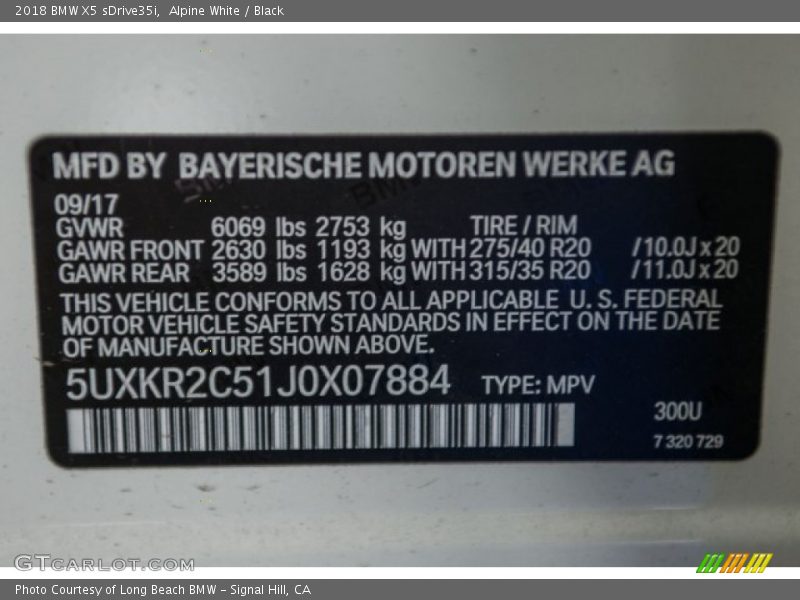 2018 BMW X5 sDrive35i,  Alpine White / Black
MFD BY BAYERISCHE MOTOREN WERKE AG
09/17
GVWR 6069 lbs 2753 kg TIRE / RIM
GAWR FRONT 2630 lbs 1193 kg WITH 275/40 R20 /10.0J x 20
GAWR REAR 3589 lbs 1628 kg WITH 315/35 R20 /11.0J x 20
THIS VEHICLE CONFORMS TO ALL APPLICABLE U.S. FEDERAL
MOTOR VEHICLE SAFETY STANDARDS IN EFFECT ON THE DATE
OF MANUFACTURE SHOWN ABOVE.
5UXKR2C51J0X07884 TYPE: MPV
300U
7 320 729
GTCarLot.com
Photo Courtesy of Long Beach BMW - Signal Hill, CA